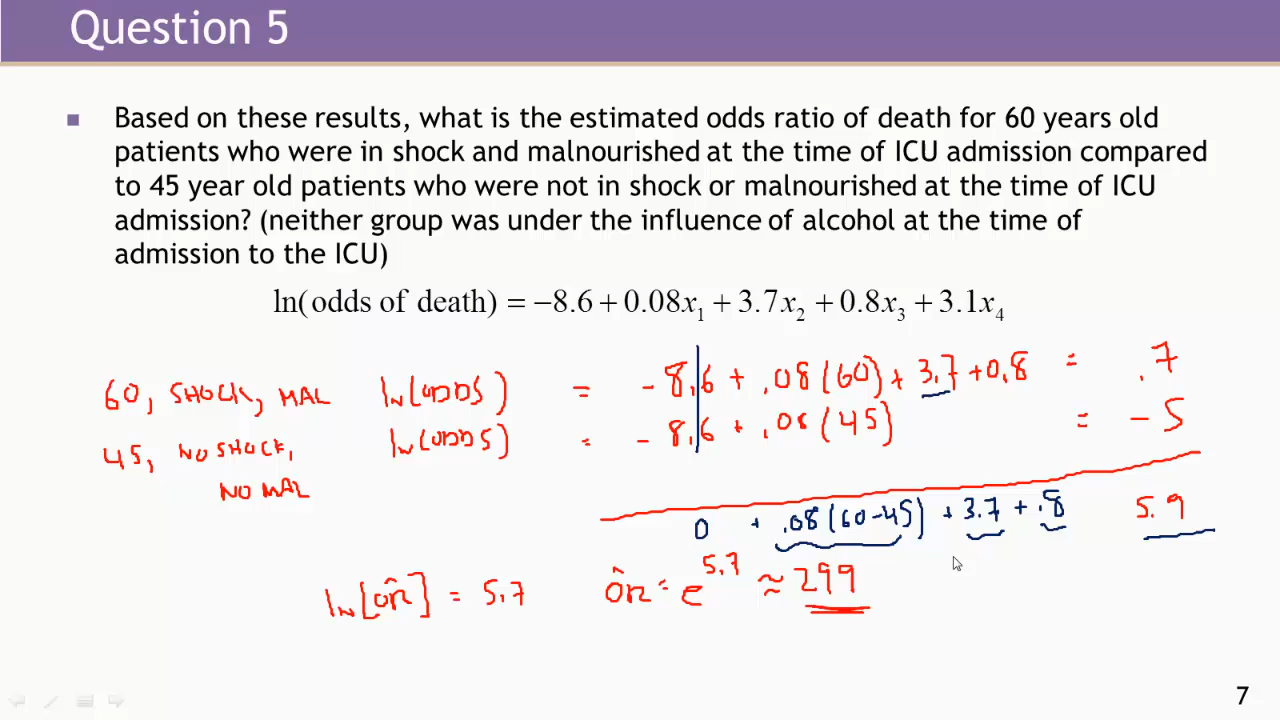 Question 5
Based on these results, what is the estimated odds ratio of death for 60 years old
patients who were in shock and malnourished at the time of ICU admission compared
to 45 year old patients who were not in shock or malnourished at the time of ICU
admission? (neither group was under the influence of alcohol at the time of
admission to the ICU)
ln(odds of death) = −8.6 + 0.08x₁ + 3.7x₂ + 0.8x₃ + 3.1x₄
60, SHOCK, MAL ln(ODDS) = - 8.6 + .08(60) + 3.7 + 0.8 = .7
45, NO SHOCK, ln(ODDS) = - 8.6 + .08(45) = - 5
NO MAL
0 + .08(60-45) + 3.7 + .8 5.9
ln[ÔR] = 5.7 ÔR = e^5.7 ≈ 299
7